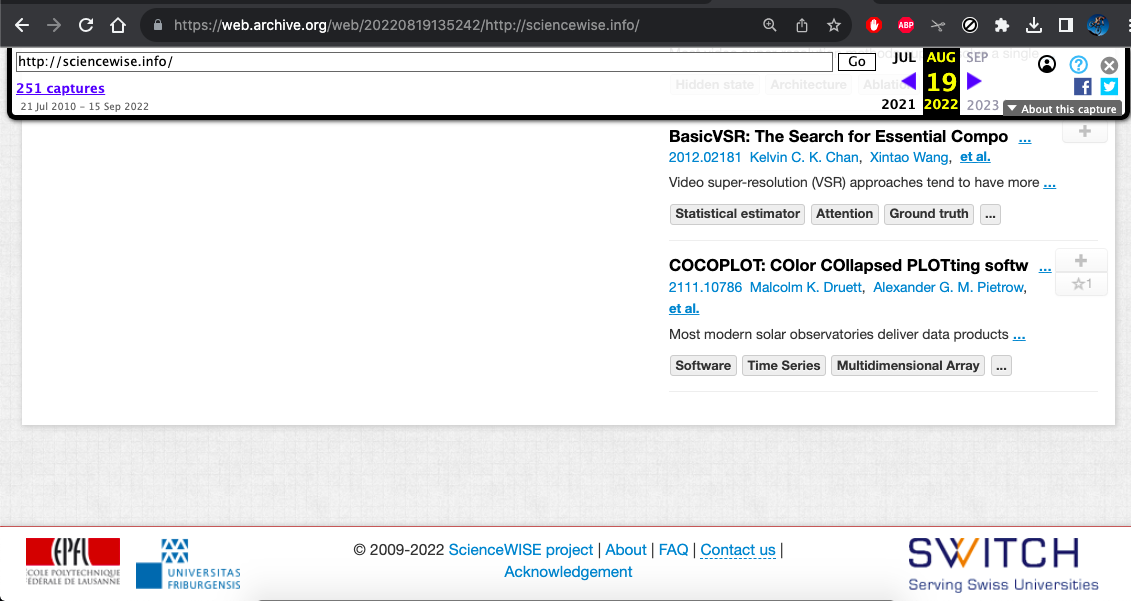 https://web.archive.org/web/20220819135242/http://sciencewise.info/
ABP
http://sciencewise.info/ Go JUL AUG SEP
251 captures 19
21 Jul 2010 – 15 Sep 2022 2021 2022 2023 About this capture
a single
Hidden state Architecture Ablatio
BasicVSR: The Search for Essential Compo ...
2012.02181 Kelvin C. K. Chan, Xintao Wang, et al.
Video super-resolution (VSR) approaches tend to have more ...
Statistical estimator Attention Ground truth ...
COCOPLOT: COlor COllapsed PLOTting softw ...
2111.10786 Malcolm K. Druett, Alexander G. M. Pietrow,
1
et al.
Most modern solar observatories deliver data products ...
Software Time Series Multidimensional Array ...
EPFL
COLE POLYTECHNIQUE
ÉDÉRALE DE LAUSANNE
UNIVERSITAS
FRIBURGENSIS
© 2009-2022 ScienceWISE project | About | FAQ | Contact us |
Acknowledgement
SWITCH
Serving Swiss Universities